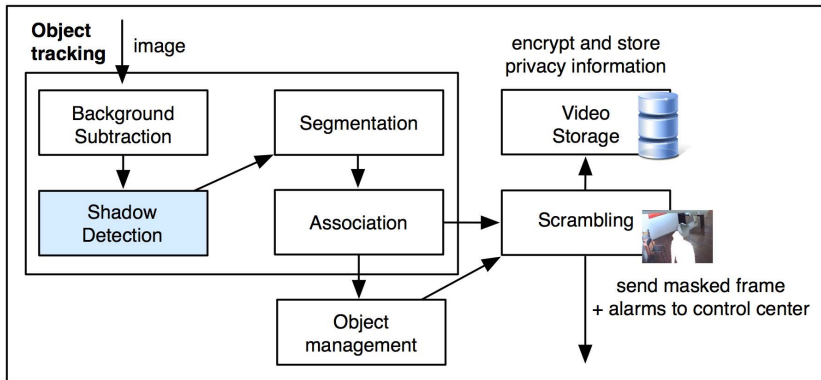 Object
tracking
image
encrypt and store
privacy information
Background
Subtraction
Segmentation
Video
Storage
Shadow
Detection
Association
Scrambling
send masked frame
+ alarms to control center
Object
management